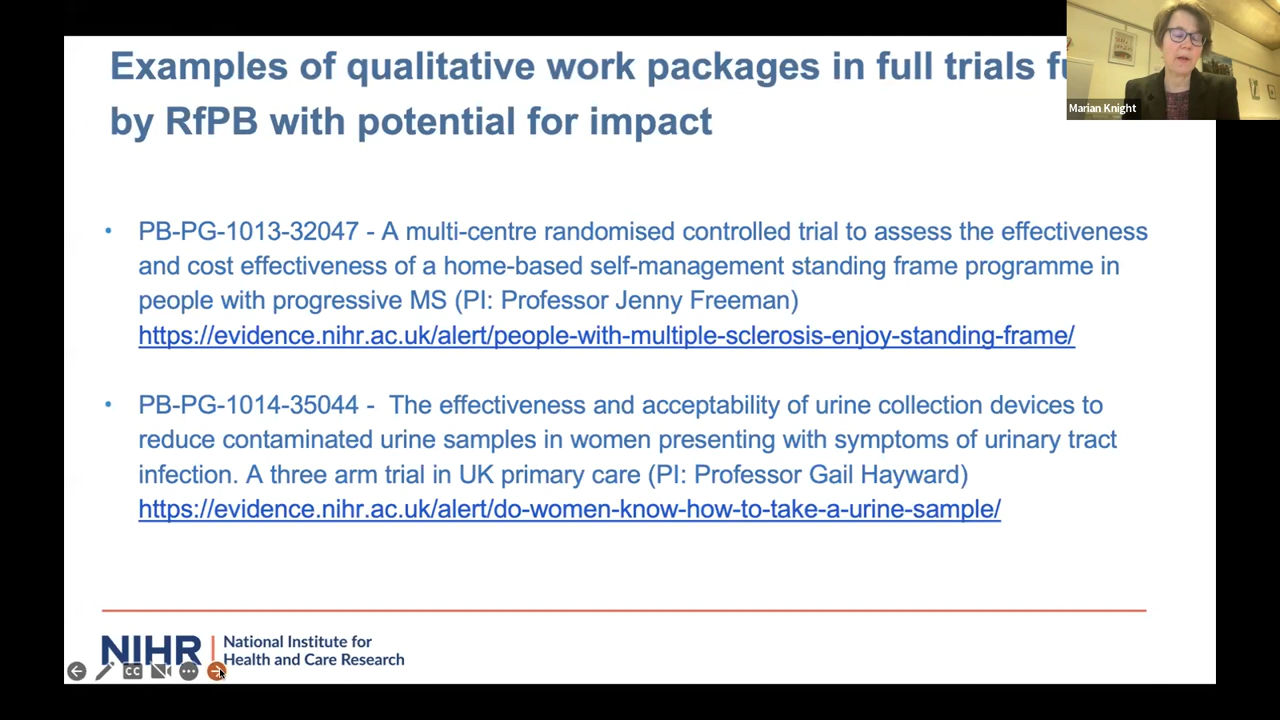 Examples of qualitative work packages in full trials
by RfPB with potential for impact
Marian Knight
• PB-PG-1013-32047 - A multi-centre randomised controlled trial to assess the effectiveness
and cost effectiveness of a home-based self-management standing frame programme in
people with progressive MS (PI: Professor Jenny Freeman)
https://evidence.nihr.ac.uk/alert/people-with-multiple-sclerosis-enjoy-standing-frame/
• PB-PG-1014-35044 - The effectiveness and acceptability of urine collection devices to
reduce contaminated urine samples in women presenting with symptoms of urinary tract
infection. A three arm trial in UK primary care (PI: Professor Gail Hayward)
https://evidence.nihr.ac.uk/alert/do-women-know-how-to-take-a-urine-sample/
NIHR | National Institute for
Health and Care Research
CC